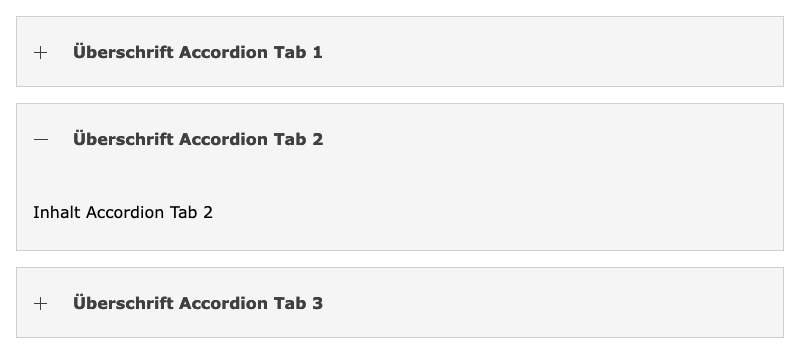 Überschrift Accordion Tab 1
Überschrift Accordion Tab 2
Inhalt Accordion Tab 2
Überschrift Accordion Tab 3